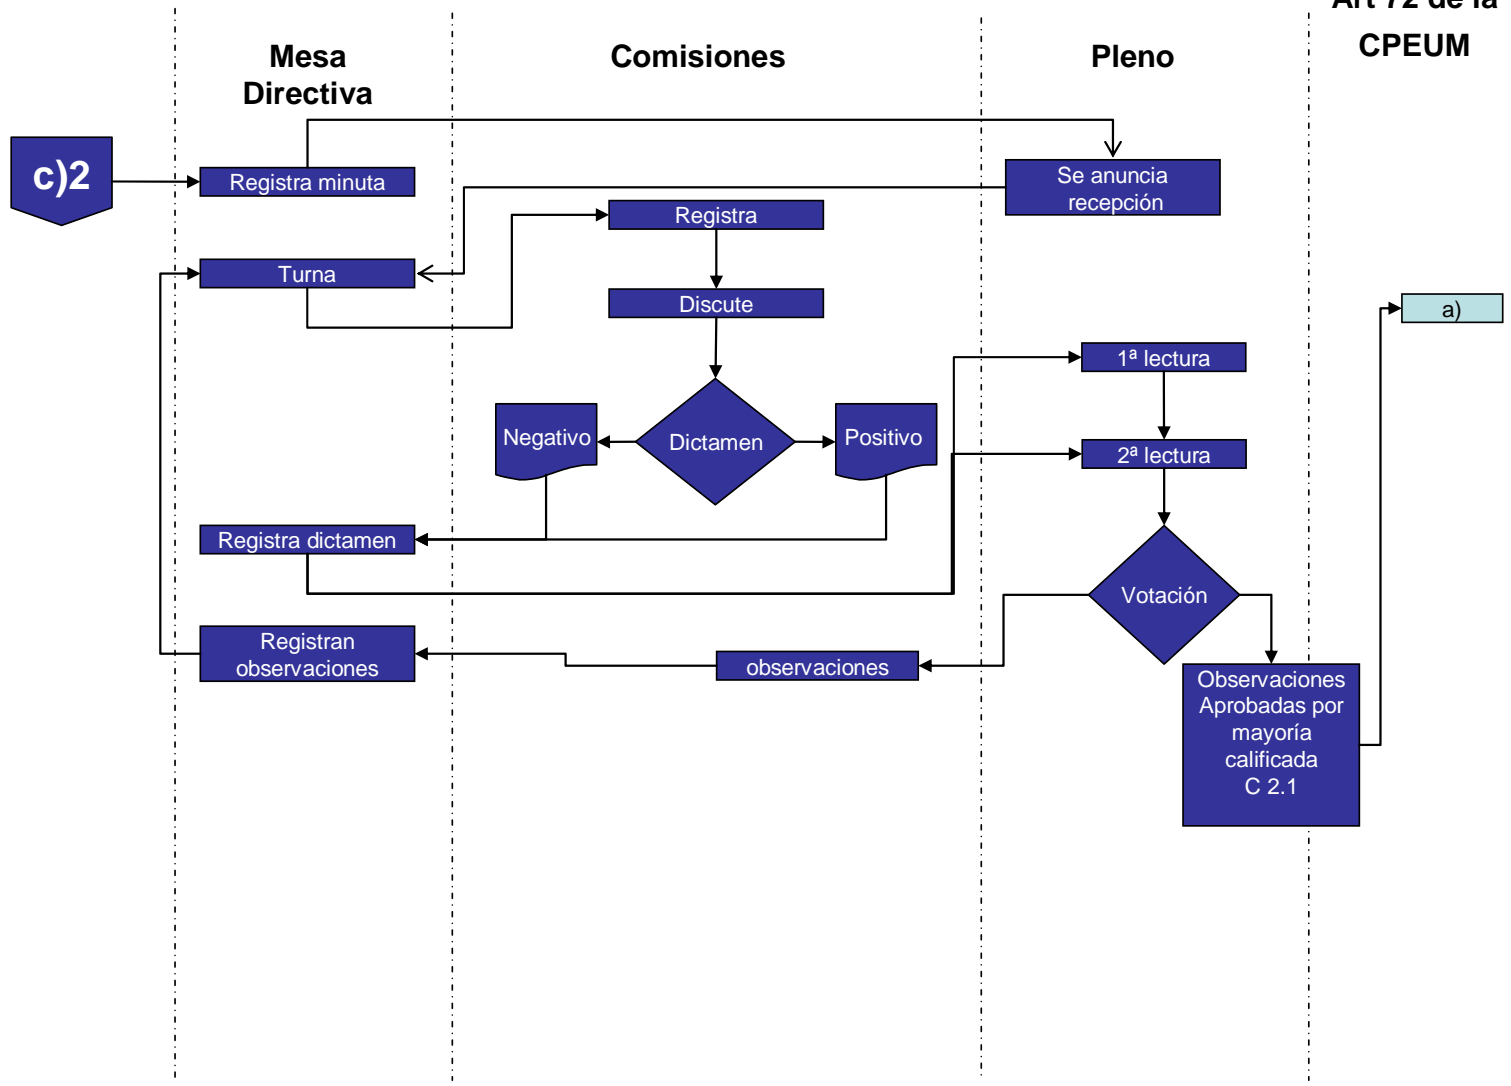 Art 72 de la
CPEUM
Mesa
Directiva
Comisiones
Pleno
c)2
Registra minuta
Se anuncia
recepción
Registra
Turna
Discute
a)
1ª lectura
Negativo
Dictamen
Positivo
2ª lectura
Registra dictamen
Votación
Registran
observaciones
observaciones
Observaciones
Aprobadas por
mayoría
calificada
C 2.1